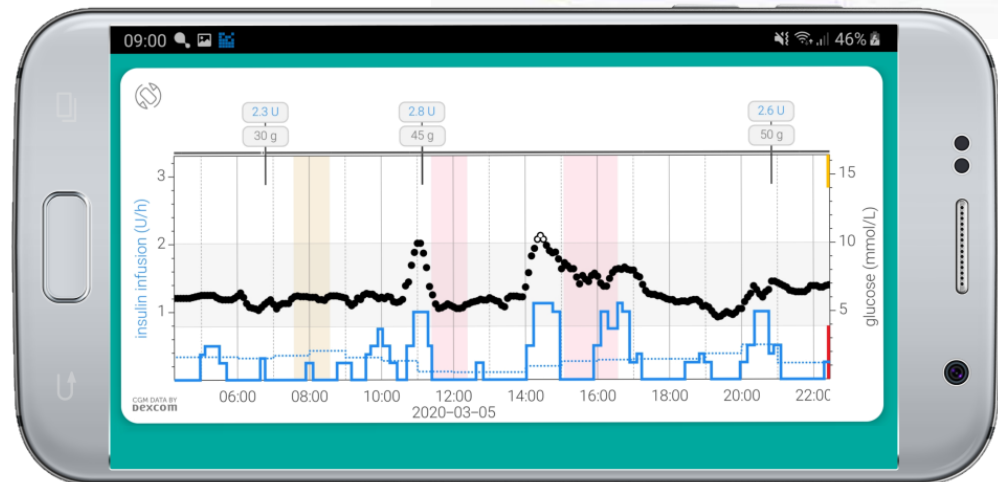 09:00
46%
2.3 U
2.8 U
2.6 U
30 g
45 g
50 g
3
2
1
insulin infusion (U/h)
15
10
5
glucose (mmol/L)
06:00 08:00 10:00 12:00 14:00 16:00 18:00 20:00
2020-03-05
CGM DATA BY
Dexcom